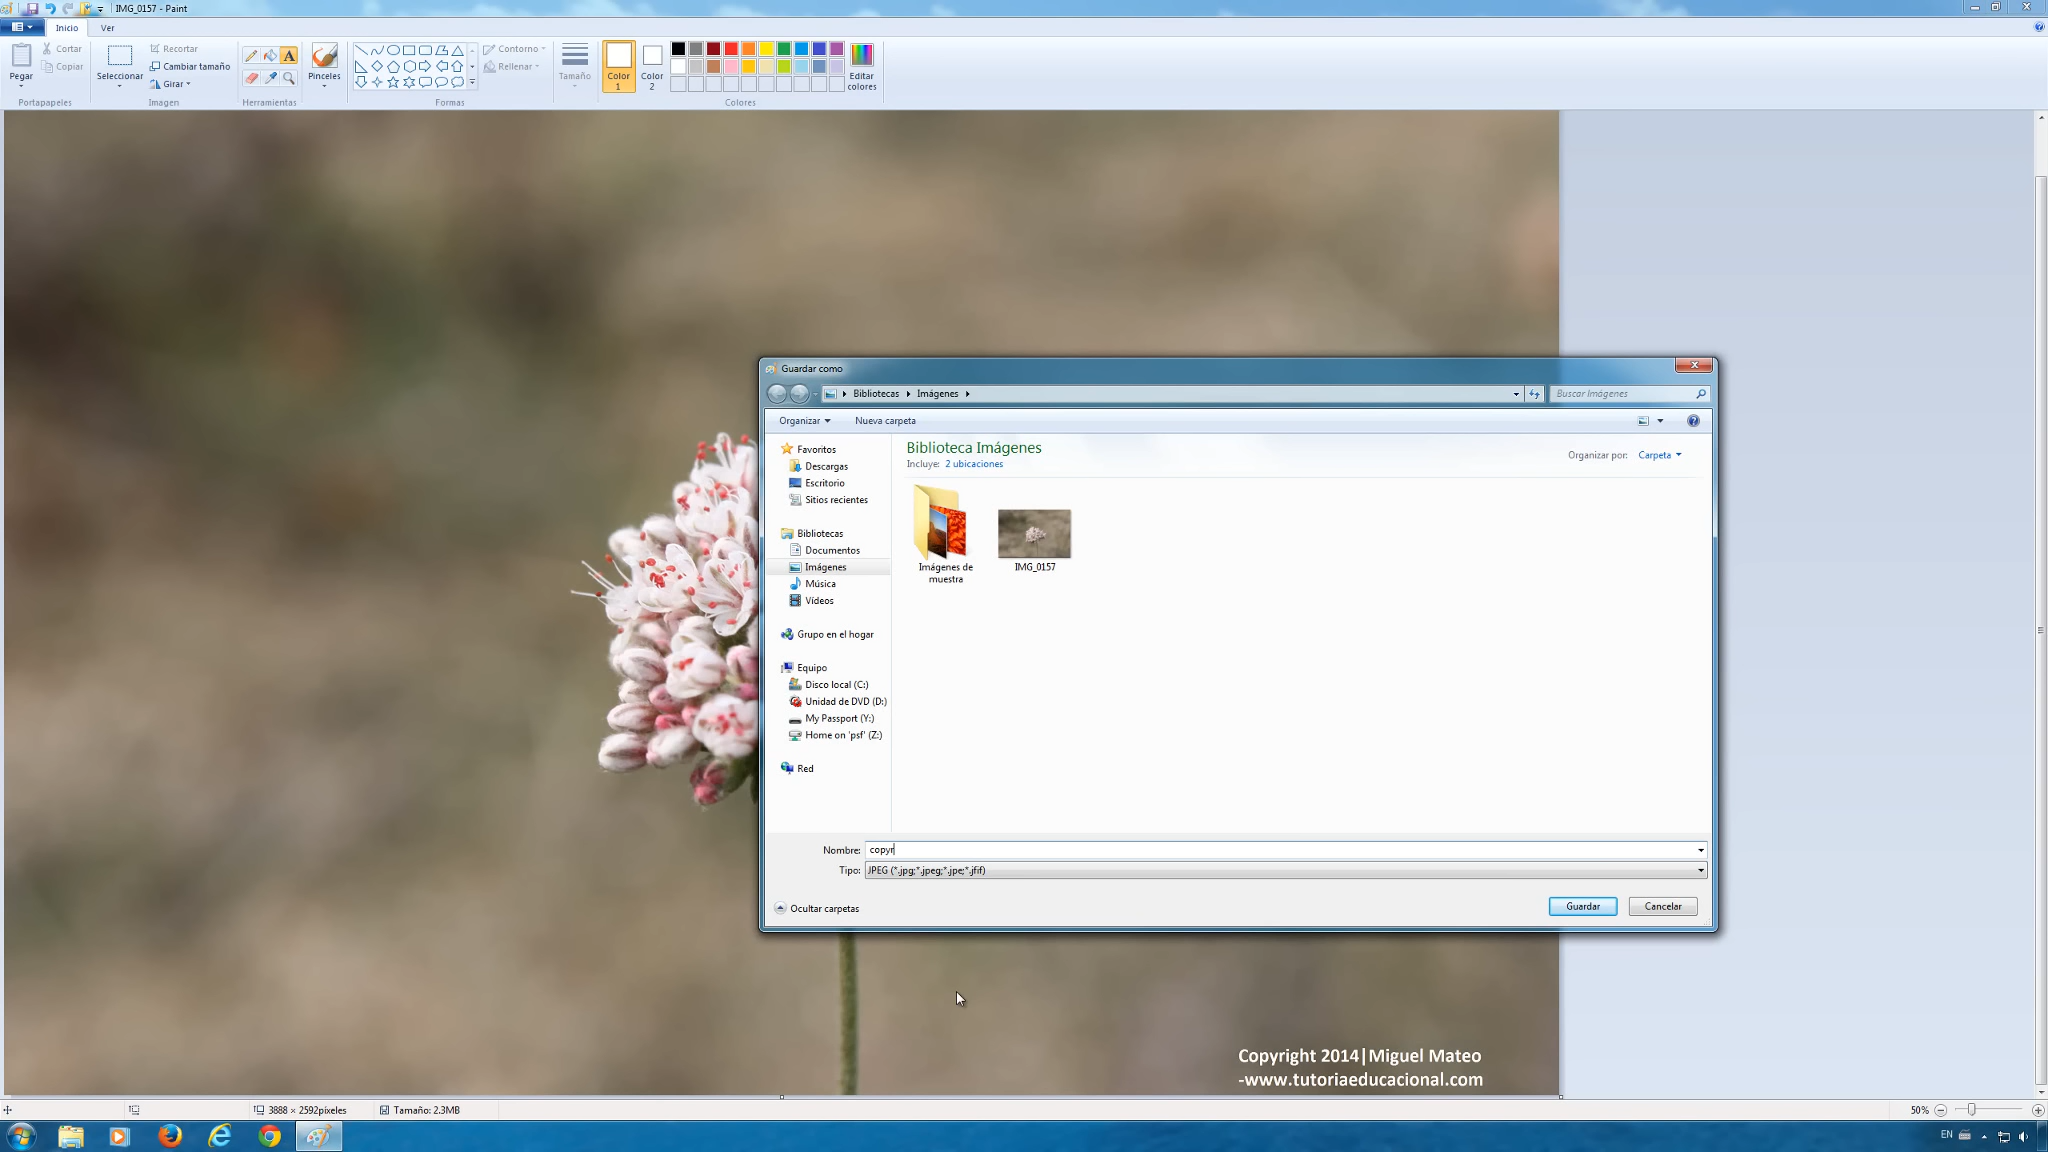 IMG_0157 - Paint
Inicio
Ver
Pegar
Cortar
Copiar
Portapapeles
Seleccionar
Recortar
Cambiar tamaño
Girar
Imagen
A
Herramientas
Pinceles
Formas
Contorno
Rellenar
Tamaño
Color
1
Color
2
Editar
colores
Colores
Guardar como
Bibliotecas
Imágenes
Buscar Imágenes
Organizar
Nueva carpeta
Favoritos
Descargas
Escritorio
Sitios recientes
Bibliotecas
Documentos
Imágenes
Música
Vídeos
Grupo en el hogar
Equipo
Disco local (C:)
Unidad de DVD (D:)
My Passport (Y:)
Home on 'psf' (Z:)
Red
Biblioteca Imágenes
Incluye: 2 ubicaciones
Organizar por: Carpeta
Imágenes de
muestra
IMG_0157
Nombre: copyr
Tipo: JPEG (*.jpg;*.jpeg;*.jpe;*.jfif)
Ocultar carpetas
Guardar
Cancelar
Copyright 2014|Miguel Mateo
-www.tutoriaeducacional.com
3888 × 2592píxeles
Tamaño: 2.3MB
50%
EN